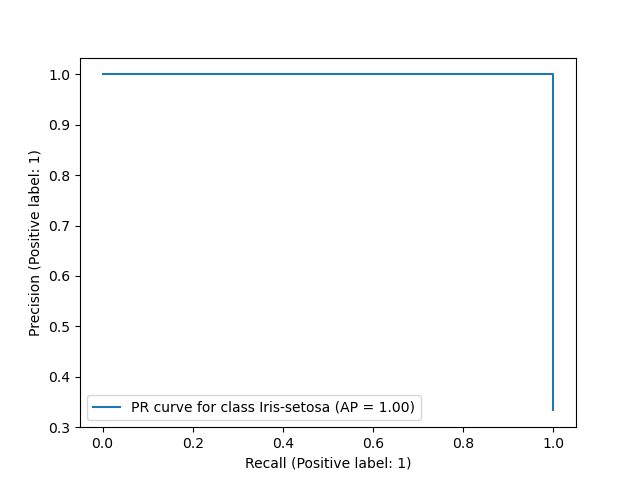 1.0
0.9
0.8
0.7
0.6
0.5
0.4
0.3
Precision (Positive label: 1)
PR curve for class Iris-setosa (AP = 1.00)
0.0 0.2 0.4 0.6 0.8 1.0
Recall (Positive label: 1)